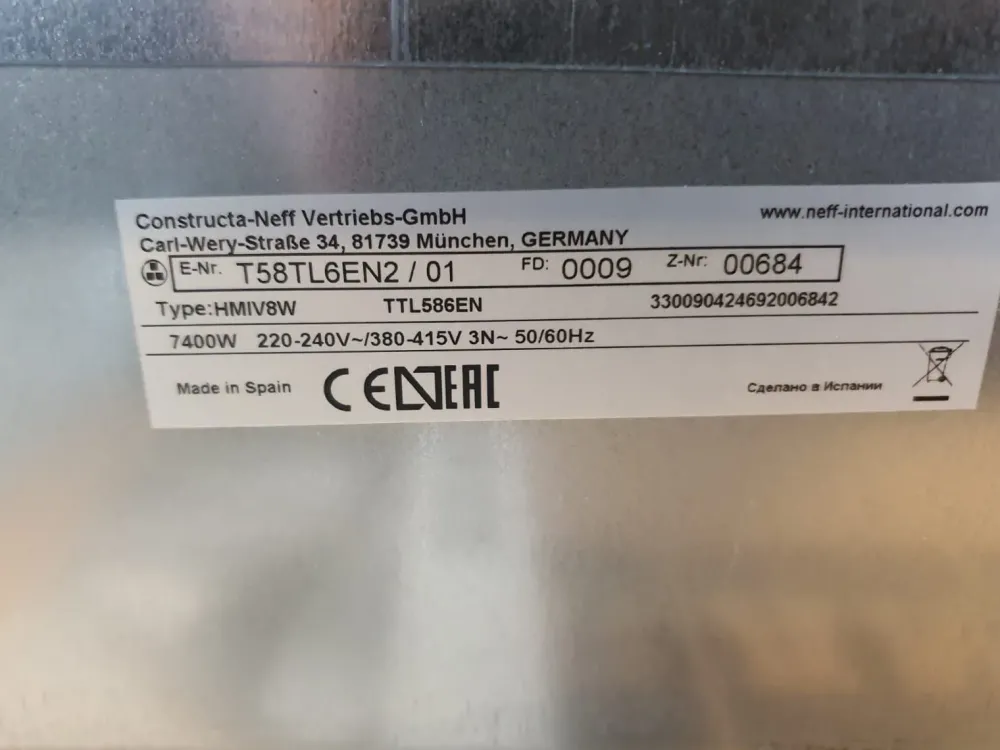 Constructa-Neff Vertriebs-GmbH
www.neff-international.com
Carl-Wery-Straße 34, 81739 München, GERMANY
E-Nr. T58TL6EN2 / 01 FD: 0009 Z-Nr: 00684
Type:HMIV8W TTL586EN 330090424692006842
7400W 220-240V~/380-415V 3N~ 50/60Hz
Made in Spain CE EAC Сделано в Испании